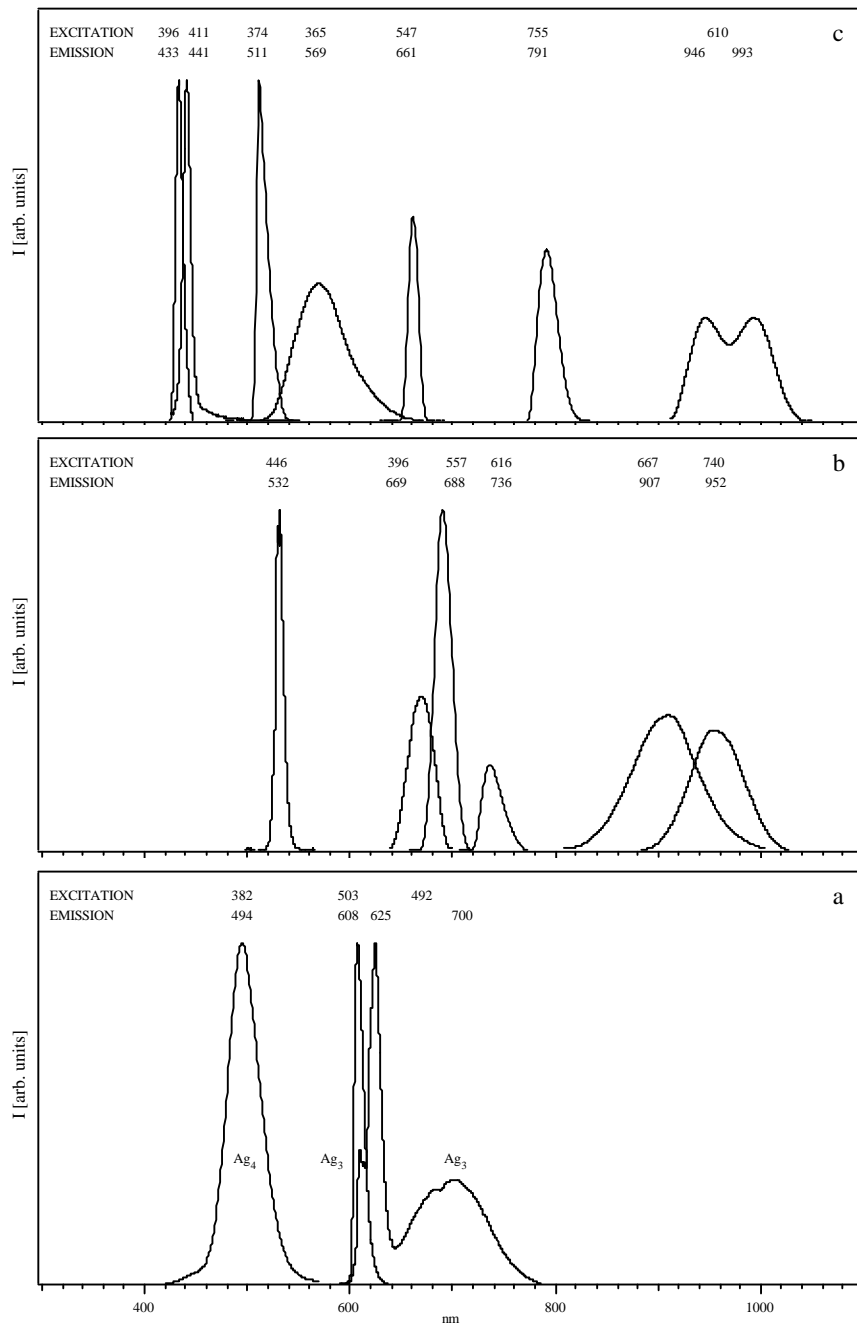 EXCITATION 396 411 374 365 547 755 610 c
EMISSION 433 441 511 569 661 791 946 993
I [arb. units]
EXCITATION 446 396 557 616 667 740 b
EMISSION 532 669 688 736 907 952
I [arb. units]
EXCITATION 382 503 492 a
EMISSION 494 608 625 700
I [arb. units]
Ag4 Ag3 Ag3
400 600 800 1000
nm